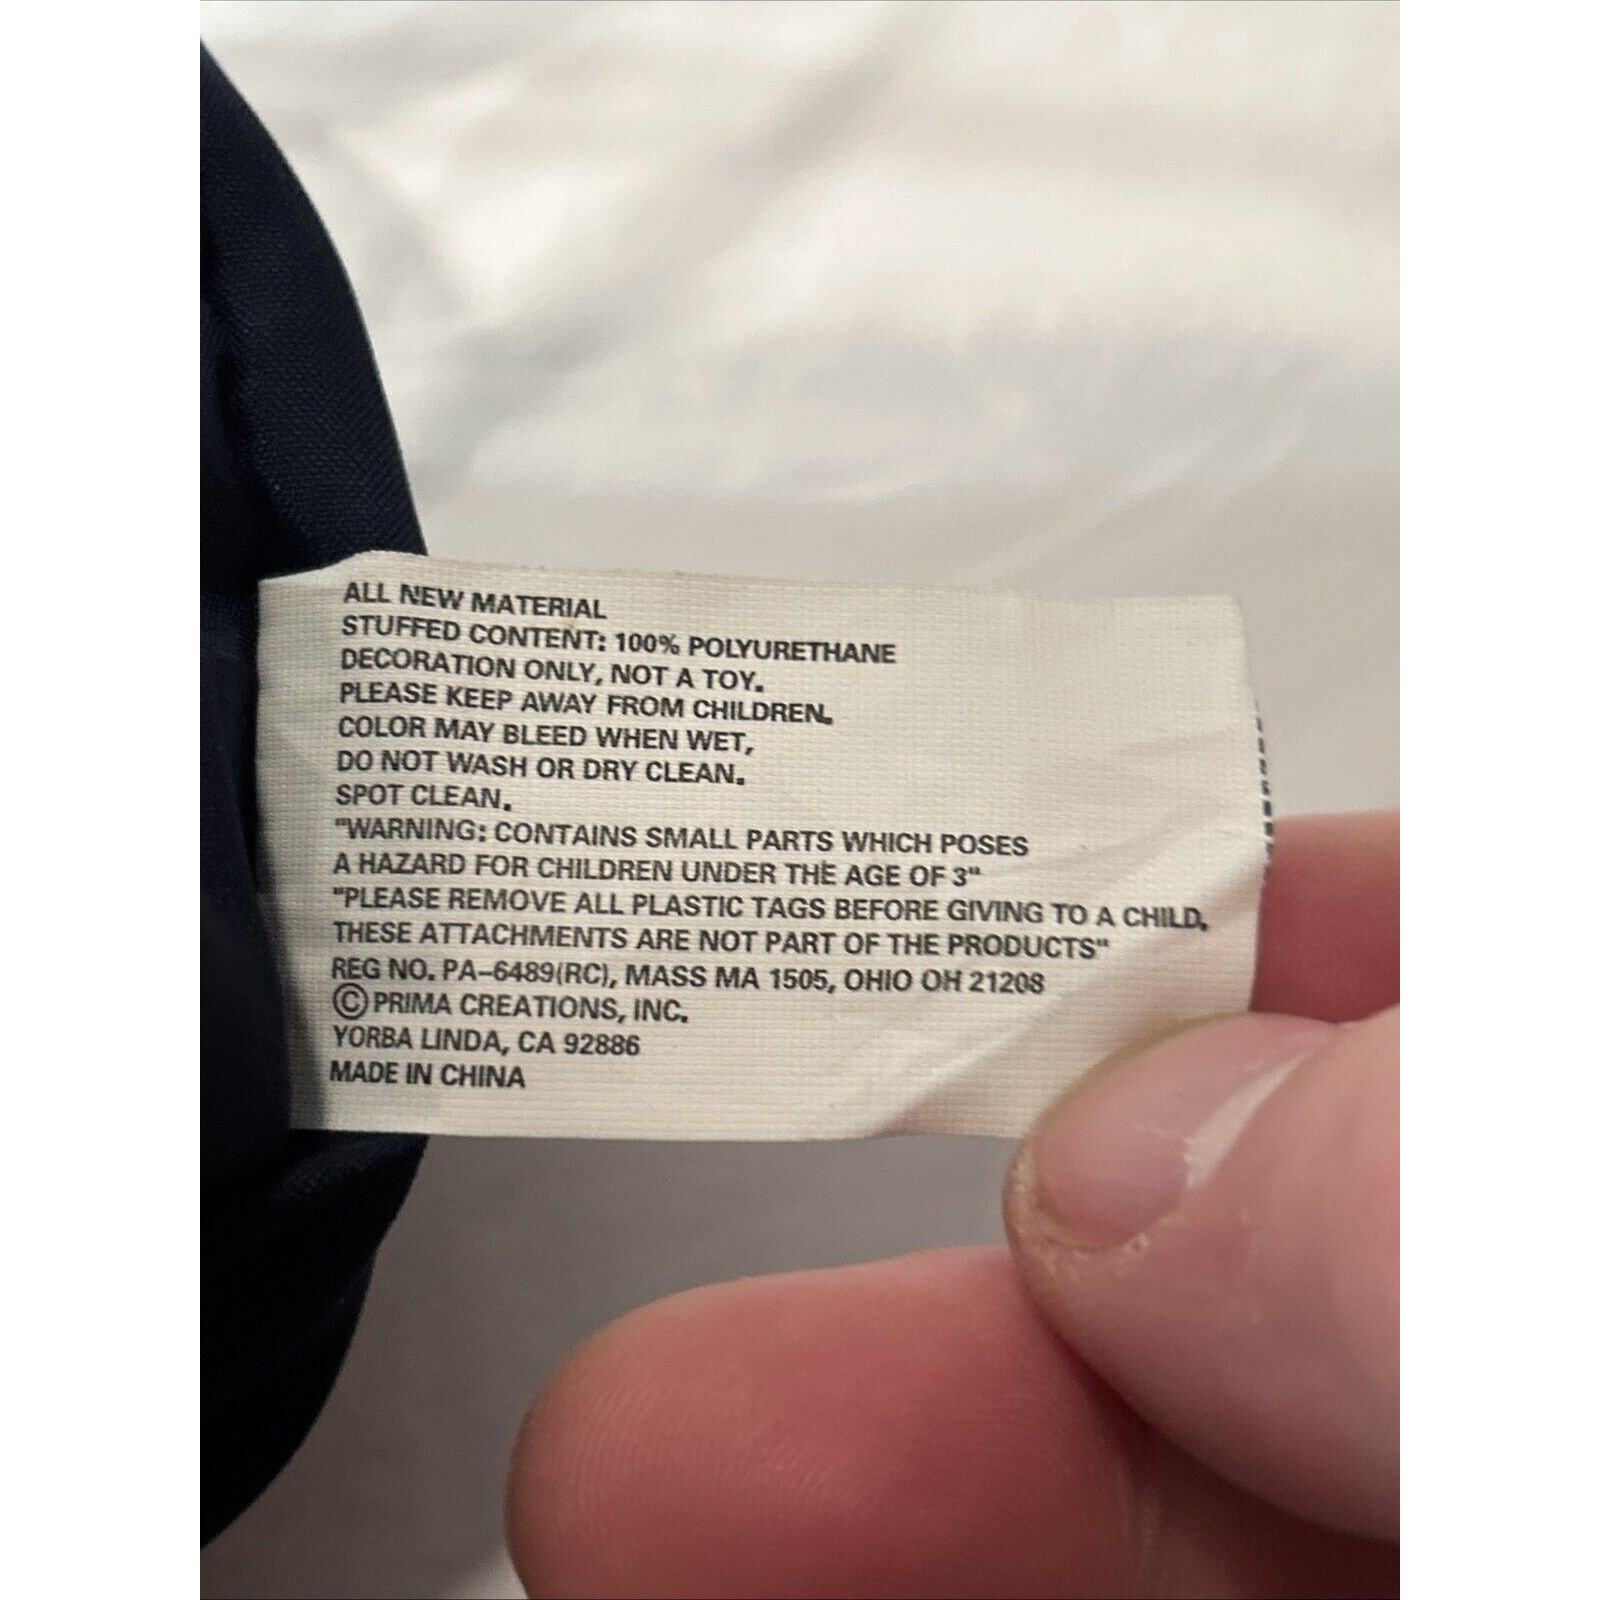 ALL NEW MATERIAL
STUFFED CONTENT: 100% POLYURETHANE
DECORATION ONLY, NOT A TOY.
PLEASE KEEP AWAY FROM CHILDREN.
COLOR MAY BLEED WHEN WET,
DO NOT WASH OR DRY CLEAN.
SPOT CLEAN.
"WARNING: CONTAINS SMALL PARTS WHICH POSES
A HAZARD FOR CHILDREN UNDER THE AGE OF 3"
"PLEASE REMOVE ALL PLASTIC TAGS BEFORE GIVING TO A CHILD,
THESE ATTACHMENTS ARE NOT PART OF THE PRODUCTS"
REG NO. PA-6489(RC), MASS MA 1505, OHIO OH 21208
©PRIMA CREATIONS, INC.
YORBA LINDA, CA 92886
MADE IN CHINA